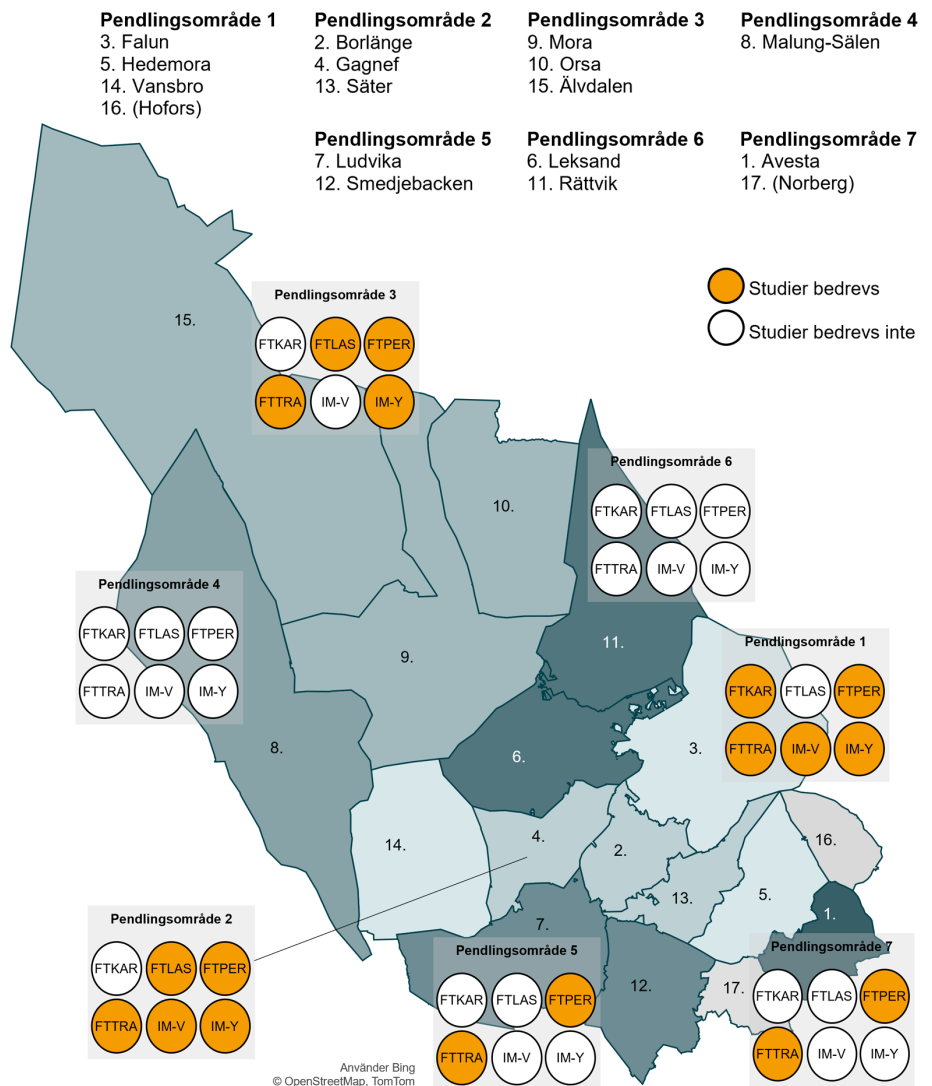 Pendlingsområde 1
3. Falun
5. Hedemora
14. Vansbro
16. (Hofors)
Pendlingsområde 2
2. Borlänge
4. Gagnef
13. Säter
Pendlingsområde 3
9. Mora
10. Orsa
15. Älvdalen
Pendlingsområde 4
8. Malung-Sälen
Pendlingsområde 5
7. Ludvika
12. Smedjebacken
Pendlingsområde 6
6. Leksand
11. Rättvik
Pendlingsområde 7
1. Avesta
17. (Norberg)
Studier bedrevs
Studier bedrevs inte
15.
Pendlingsområde 3
FTKAR FTLAS FTPER
FTTRA IM-V IM-Y
10.
Pendlingsområde 6
FTKAR FTLAS FTPER
FTTRA IM-V IM-Y
Pendlingsområde 4
FTKAR FTLAS FTPER
FTTRA IM-V IM-Y
11.
9.
Pendlingsområde 1
FTKAR FTLAS FTPER
FTTRA IM-V IM-Y
8.
6.
3.
14.
4.
2.
16.
13.
5.
1.
7.
Pendlingsområde 2
FTKAR FTLAS FTPER
FTTRA IM-V IM-Y
Pendlingsområde 5
FTKAR FTLAS FTPER
FTTRA IM-V IM-Y
12.
17.
Pendlingsområde 7
FTKAR FTLAS FTPER
FTTRA IM-V IM-Y
Använder Bing
© OpenStreetMap, TomTom